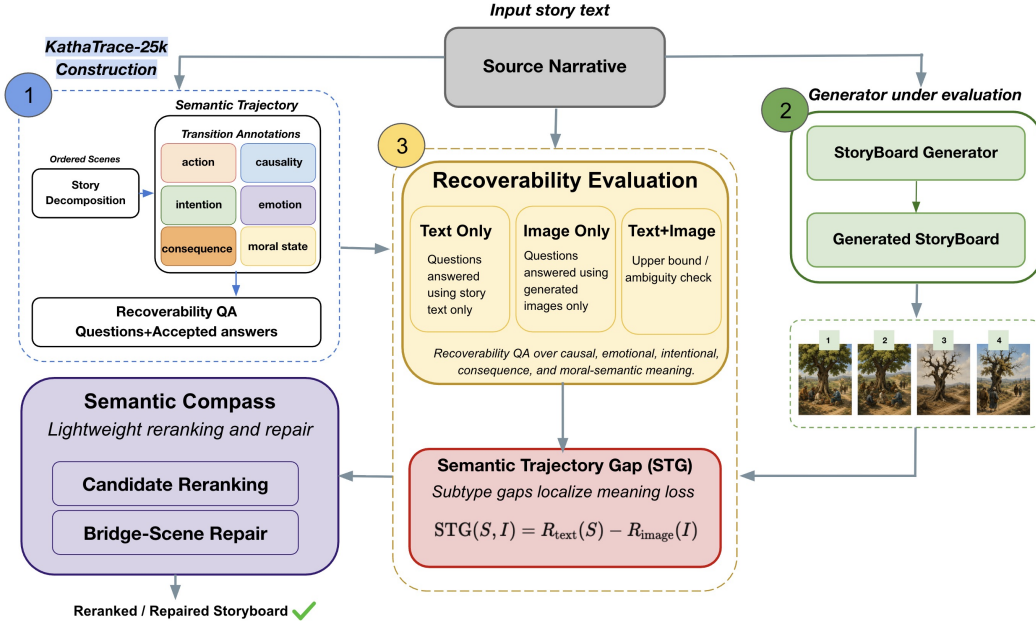 Input story text
Source Narrative
KathaTrace-25k
Construction
1
Semantic Trajectory
Transition Annotations
action
causality
intention
emotion
consequence
moral state
Ordered Scenes
Story
Decomposition
Recoverability QA
Questions+Accepted answers
2
Generator under evaluation
StoryBoard Generator
Generated StoryBoard
1
2
3
4
3
Recoverability Evaluation
Text Only
Questions
answered
using story
text only
Image Only
Questions
answered using
generated
images only
Text+Image
Upper bound /
ambiguity check
Recoverability QA over causal, emotional, intentional,
consequence, and moral-semantic meaning.
Semantic Trajectory Gap (STG)
Subtype gaps localize meaning loss
STG(S, I) = R_text(S) − R_image(I)
Semantic Compass
Lightweight reranking and repair
Candidate Reranking
Bridge-Scene Repair
Reranked / Repaired Storyboard